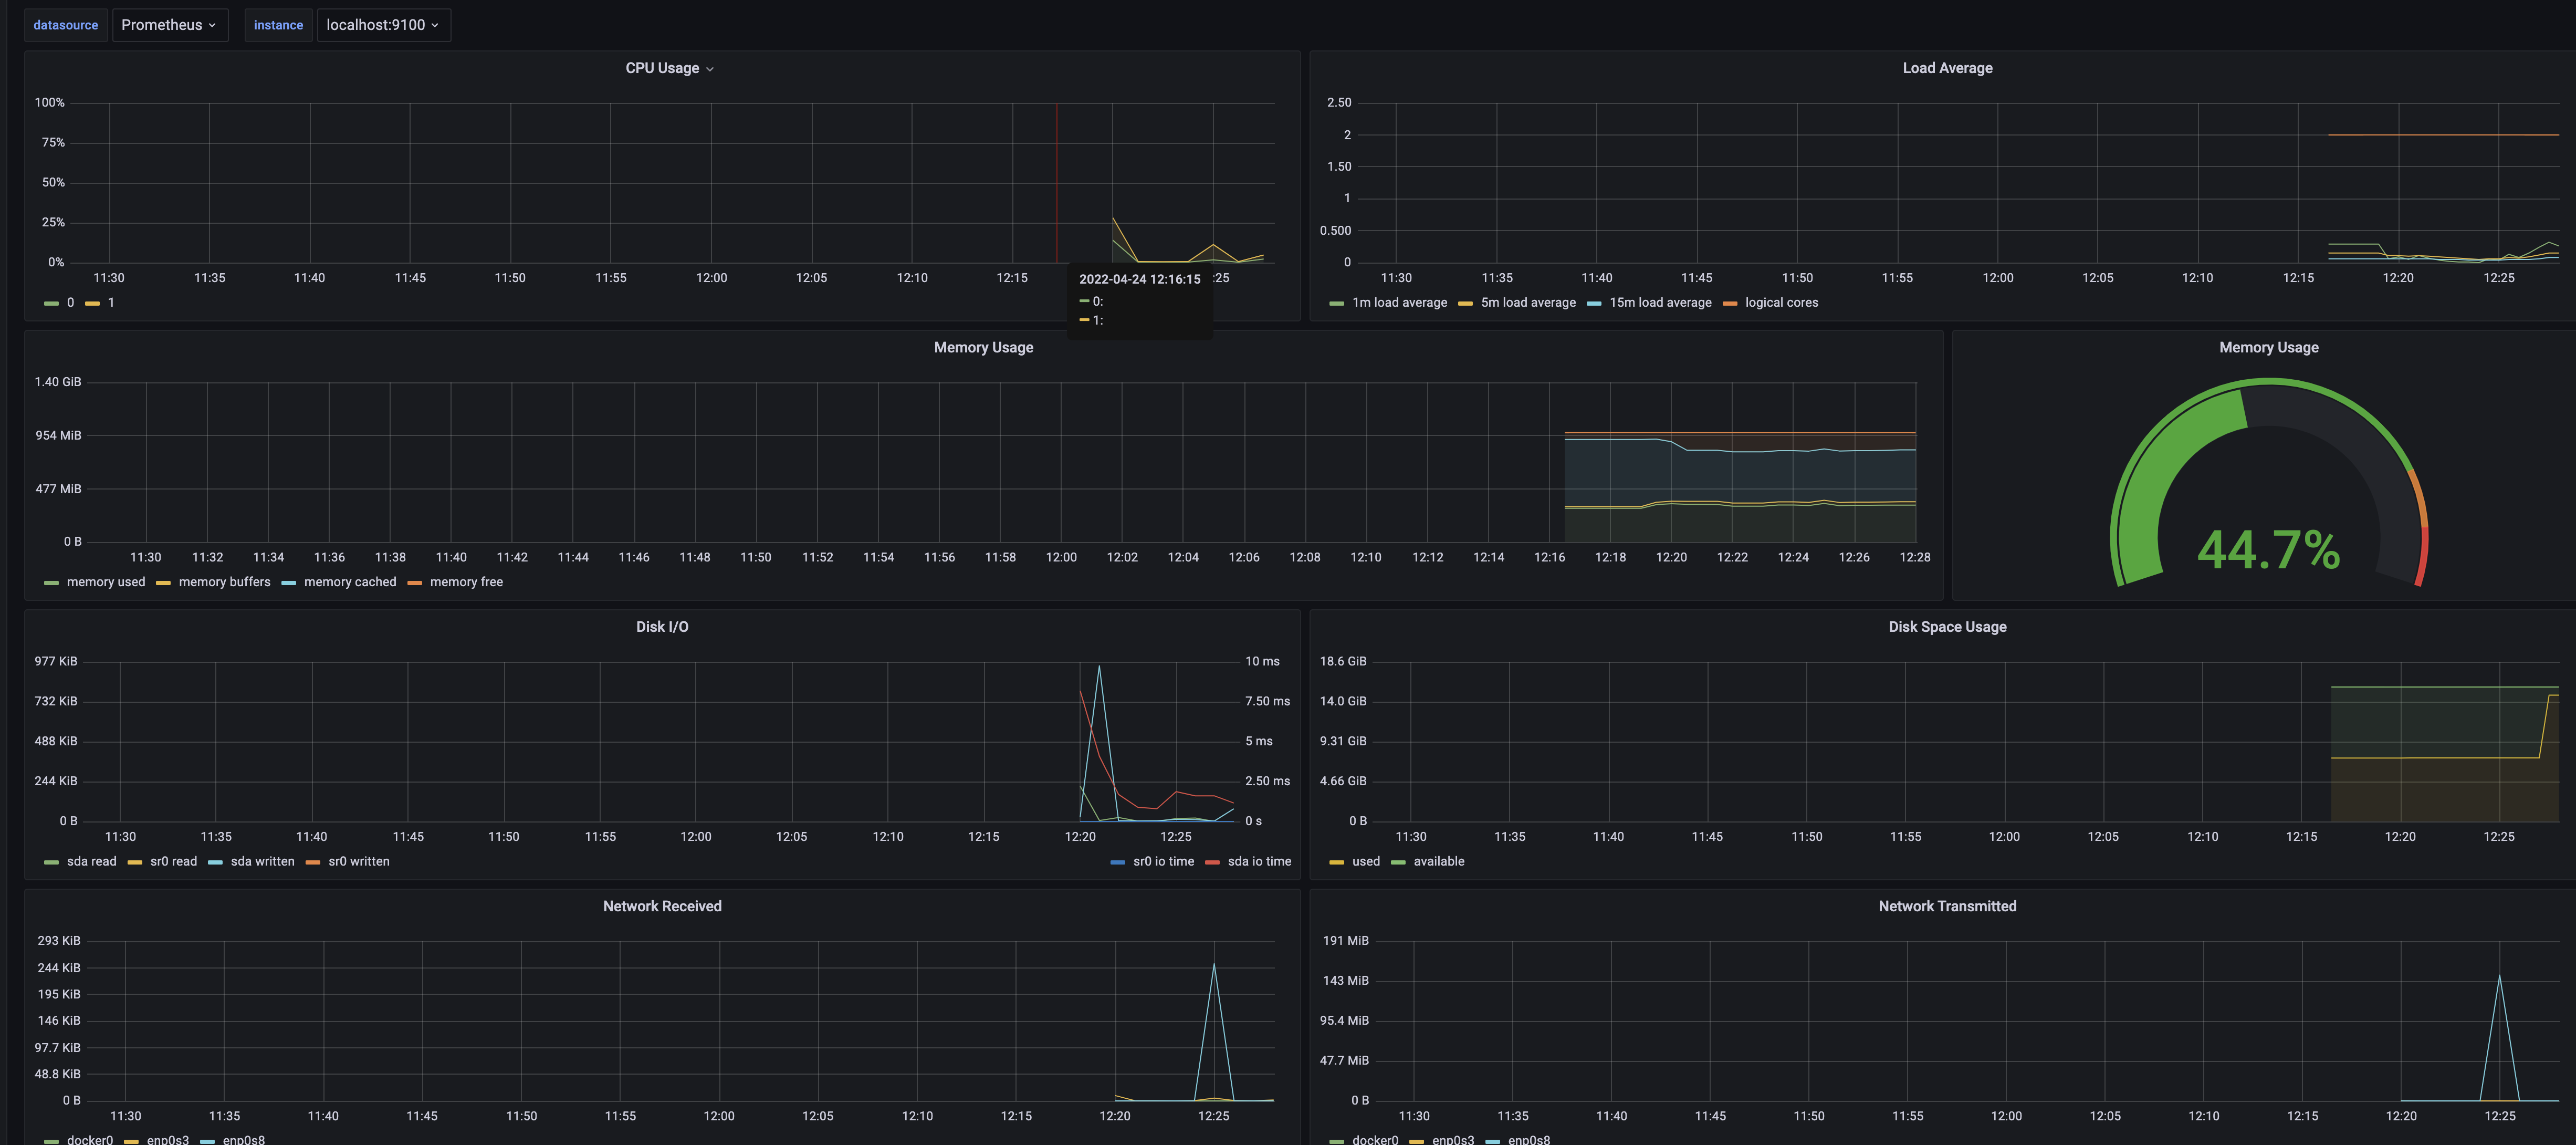 datasource Prometheus instance localhost:9100
CPU Usage
100%
75%
50%
25%
0%
11:30 11:35 11:40 11:45 11:50 11:55 12:00 12:05 12:10 12:15 :25
0 1
2022-04-24 12:16:15
0:
1:
Load Average
2.50
2
1.50
1
0.500
0
11:30 11:35 11:40 11:45 11:50 11:55 12:00 12:05 12:10 12:15 12:20 12:25
1m load average 5m load average 15m load average logical cores
Memory Usage
1.40 GiB
954 MiB
477 MiB
0 B
11:30 11:32 11:34 11:36 11:38 11:40 11:42 11:44 11:46 11:48 11:50 11:52 11:54 11:56 11:58 12:00 12:02 12:04 12:06 12:08 12:10 12:12 12:14 12:16 12:18 12:20 12:22 12:24 12:26 12:28
memory used memory buffers memory cached memory free
Memory Usage
44.7%
Disk I/O
977 KiB 10 ms
732 KiB 7.50 ms
488 KiB 5 ms
244 KiB 2.50 ms
0 B 0 s
11:30 11:35 11:40 11:45 11:50 11:55 12:00 12:05 12:10 12:15 12:20 12:25
sda read sr0 read sda written sr0 written sr0 io time sda io time
Disk Space Usage
18.6 GiB
14.0 GiB
9.31 GiB
4.66 GiB
0 B
11:30 11:35 11:40 11:45 11:50 11:55 12:00 12:05 12:10 12:15 12:20 12:25
used available
Network Received
293 KiB
244 KiB
195 KiB
146 KiB
97.7 KiB
48.8 KiB
0 B
11:30 11:35 11:40 11:45 11:50 11:55 12:00 12:05 12:10 12:15 12:20 12:25
docker0 enp0s3 enp0s8
Network Transmitted
191 MiB
143 MiB
95.4 MiB
47.7 MiB
0 B
11:30 11:35 11:40 11:45 11:50 11:55 12:00 12:05 12:10 12:15 12:20 12:25
docker0 enp0s3 enp0s8